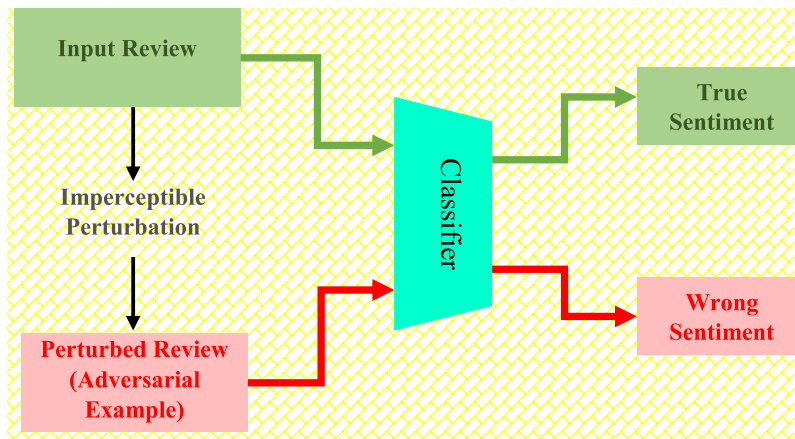 Input Review
Imperceptible
Perturbation
Perturbed Review
(Adversarial
Example)
Classifier
True
Sentiment
Wrong
Sentiment